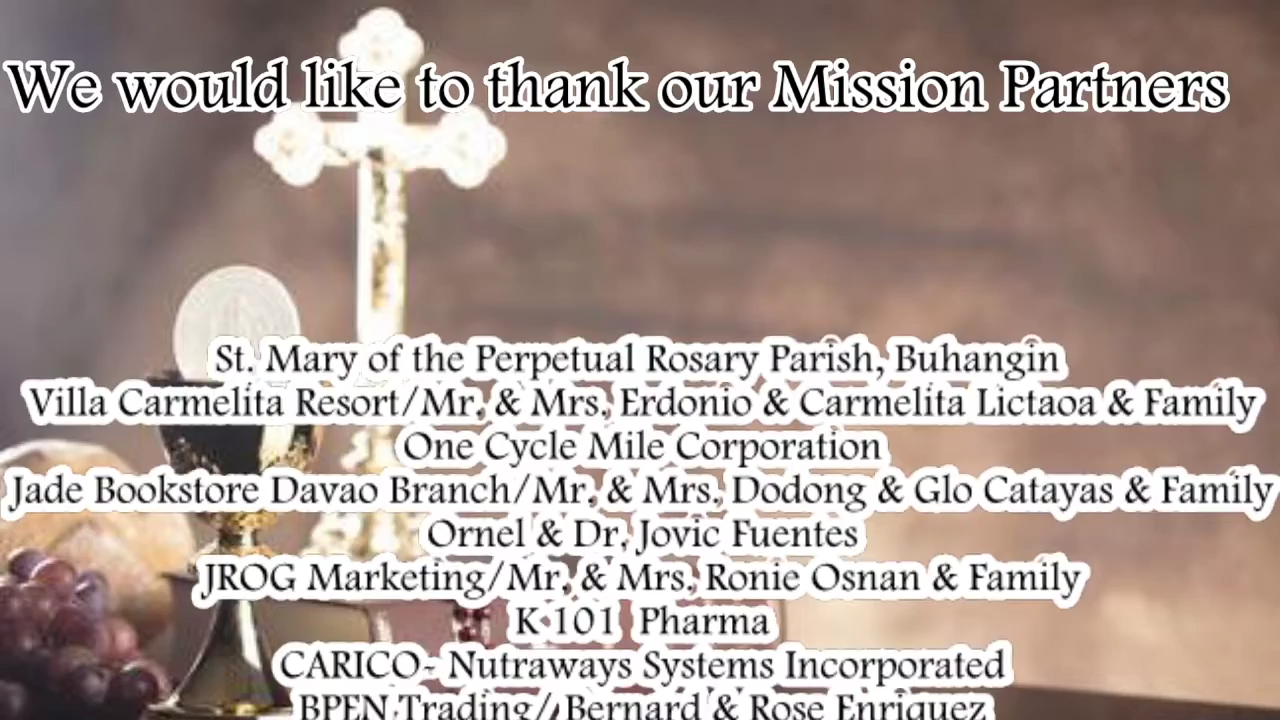 We would like to thank our Mission Partners
St. Mary of the Perpetual Rosary Parish, Buhangin
Villa Carmelita Resort/Mr. & Mrs. Erdonio & Carmelita Lictaoa & Family
One Cycle Mile Corporation
Jade Bookstore Davao Branch/Mr. & Mrs. Dodong & Glo Catayas & Family
Ornel & Dr. Jovic Fuentes
JROG Marketing/Mr. & Mrs. Ronie Osnan & Family
K 101 Pharma
CARICO- Nutraways Systems Incorporated
BPEN Trading/ Bernard & Rose Enriquez